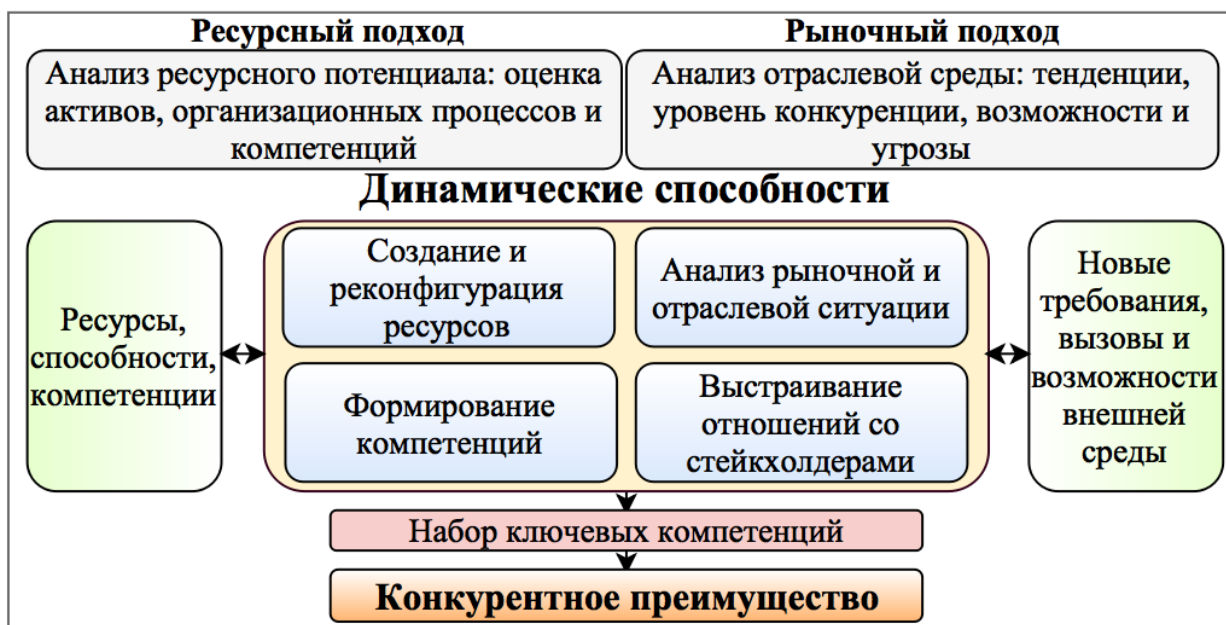 Ресурсный подход
Анализ ресурсного потенциала: оценка
активов, организационных процессов и
компетенций
Рыночный подход
Анализ отраслевой среды: тенденции,
уровень конкуренции, возможности и
угрозы
Динамические способности
Ресурсы,
способности,
компетенции
Создание и
реконфигурация
ресурсов
Анализ рыночной и
отраслевой ситуации
Формирование
компетенций
Выстраивание
отношений со
стейкхолдерами
Новые
требования,
вызовы и
возможности
внешней
среды
Набор ключевых компетенций
Конкурентное преимущество